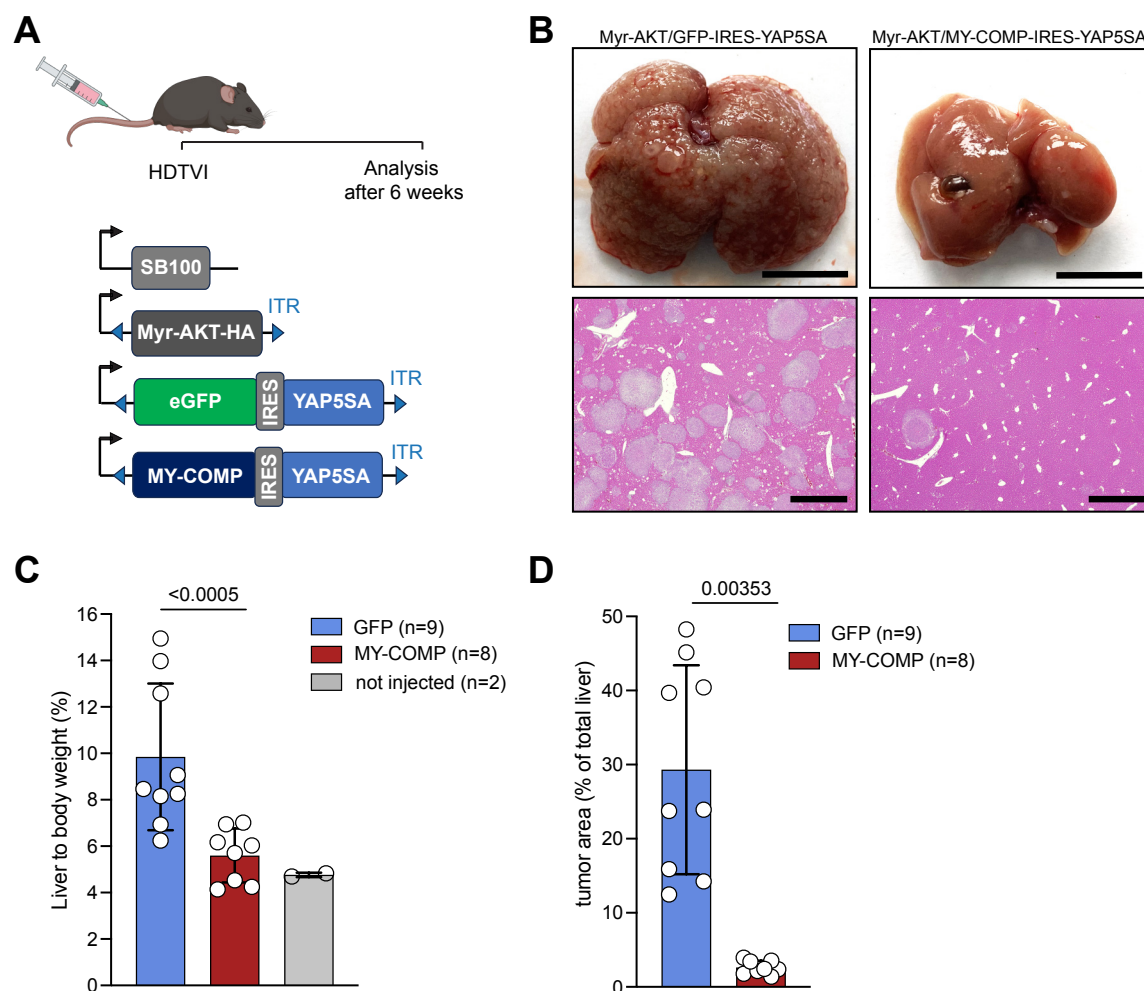 A
HDTVI
Analysis
after 6 weeks
SB100
ITR
Myr-AKT-HA
ITR
eGFP
IRES
YAP5SA
ITR
MY-COMP
IRES
YAP5SA
B
Myr-AKT/GFP-IRES-YAP5SA
Myr-AKT/MY-COMP-IRES-YAP5SA
C
<0.0005
16
14
12
10
8
6
4
2
0
Liver to body weight (%)
GFP (n=9)
MY-COMP (n=8)
not injected (n=2)
D
0.00353
50
40
30
20
10
0
tumor area (% of total liver)
GFP (n=9)
MY-COMP (n=8)